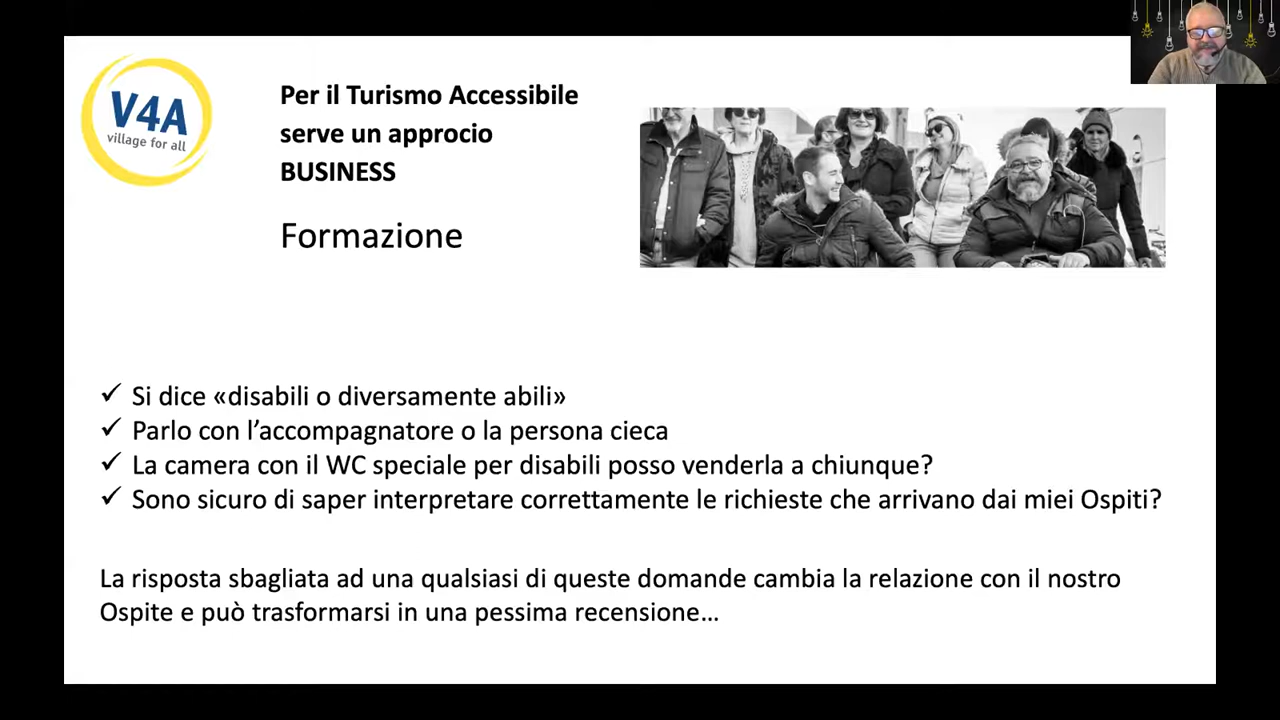 V4A
village for all
Per il Turismo Accessibile
serve un approcio
BUSINESS
Formazione
✓ Si dice «disabili o diversamente abili»
✓ Parlo con l’accompagnatore o la persona cieca
✓ La camera con il WC speciale per disabili posso venderla a chiunque?
✓ Sono sicuro di saper interpretare correttamente le richieste che arrivano dai miei Ospiti?
La risposta sbagliata ad una qualsiasi di queste domande cambia la relazione con il nostro
Ospite e può trasformarsi in una pessima recensione…